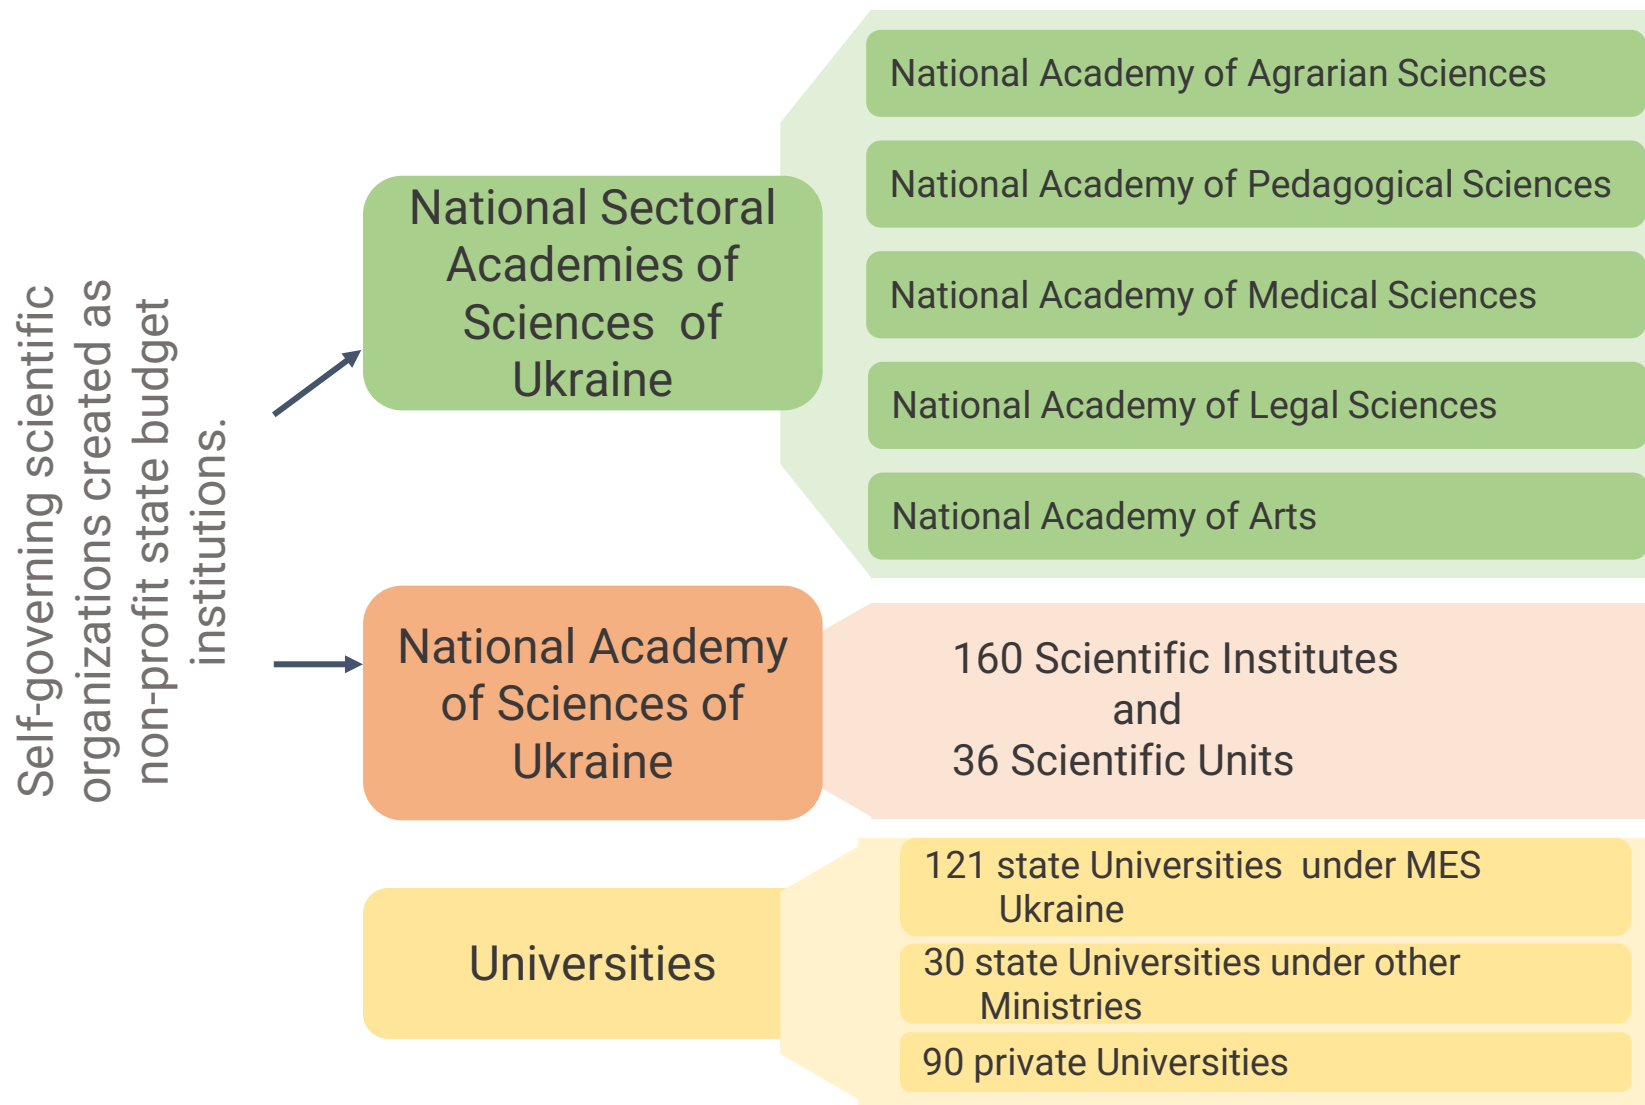 Self-governing scientific
organizations created as
non-profit state budget
institutions.
National Sectoral
Academies of
Sciences of
Ukraine
National Academy of Agrarian Sciences
National Academy of Pedagogical Sciences
National Academy of Medical Sciences
National Academy of Legal Sciences
National Academy of Arts
National Academy
of Sciences of
Ukraine
160 Scientific Institutes
and
36 Scientific Units
Universities
121 state Universities under MES
Ukraine
30 state Universities under other
Ministries
90 private Universities